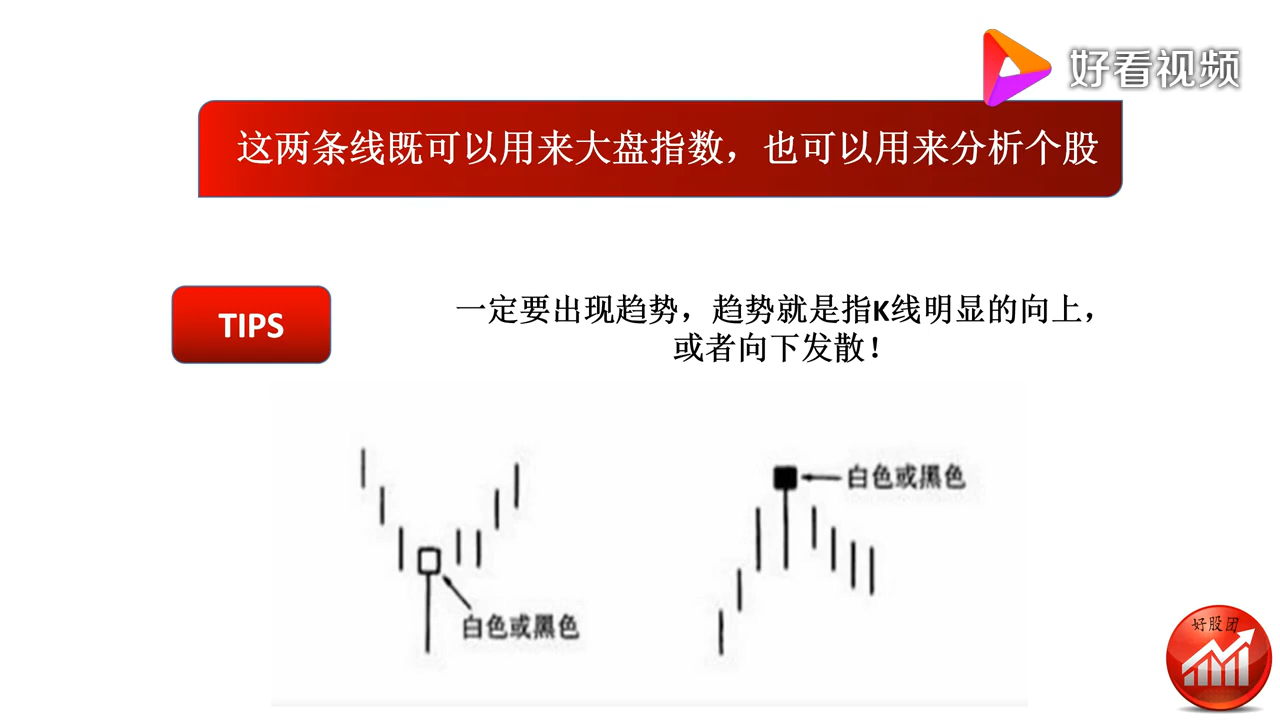 好看视频
这两条线既可以用来大盘指数，也可以用来分析个股
TIPS
一定要出现趋势，趋势就是指K线明显的向上，
或者向下发散！
白色或黑色
白色或黑色
好股团